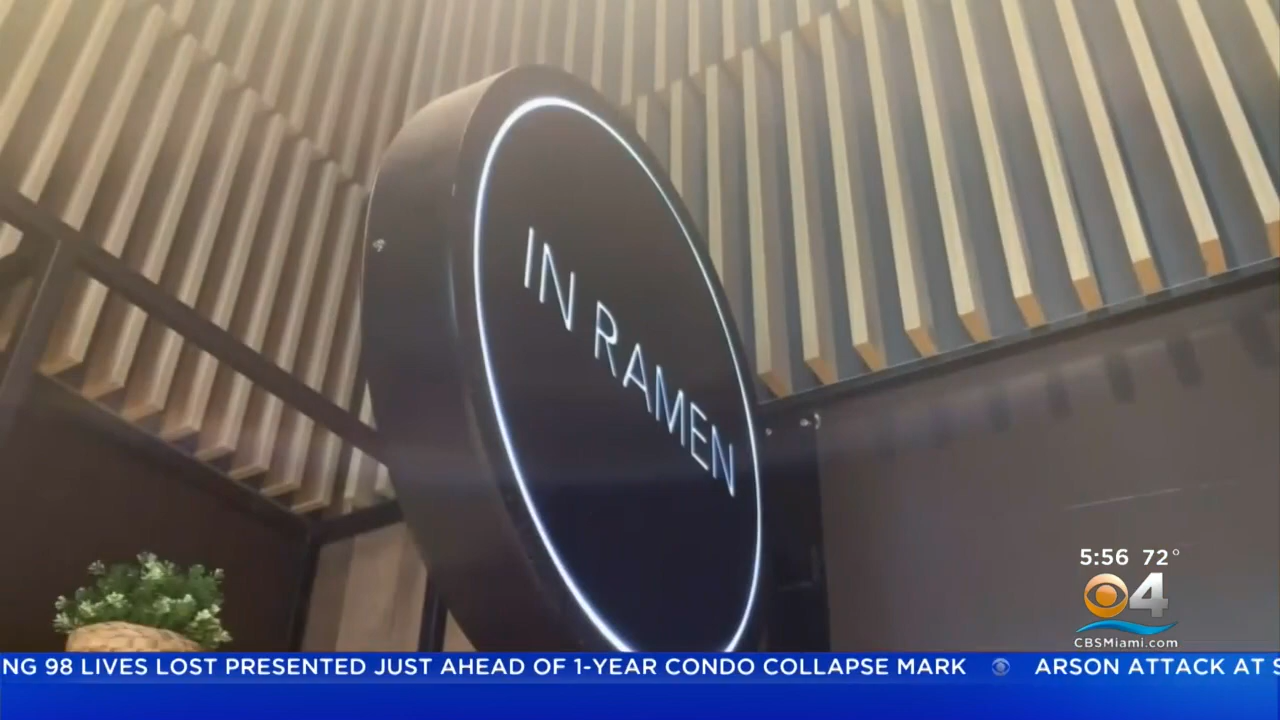 IN RAMEN
5:56 72°
4
CBSMiami.com
NG 98 LIVES LOST PRESENTED JUST AHEAD OF 1-YEAR CONDO COLLAPSE MARK
ARSON ATTACK AT S